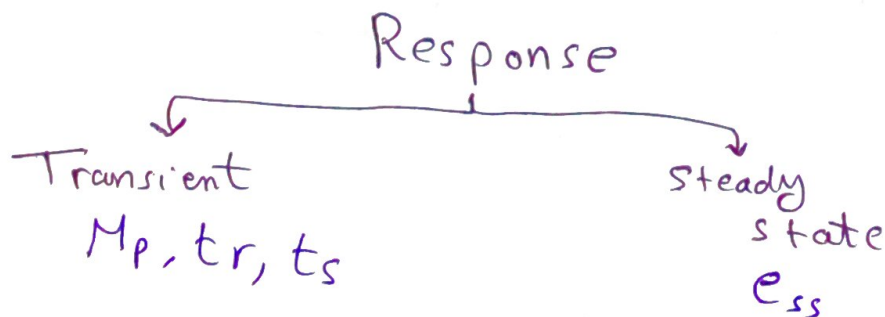 Response
Transient
Mp, tr, ts
steady
state
ess